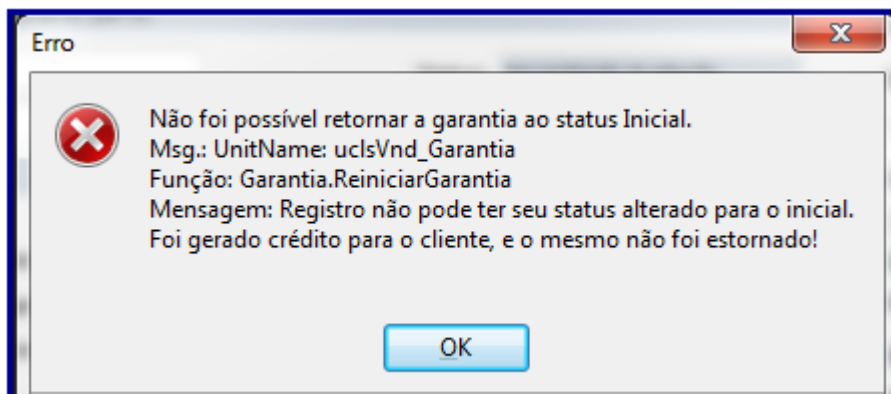 Erro
Não foi possível retornar a garantia ao status Inicial.
Msg.: UnitName: uclsVnd_Garantia
Função: Garantia.ReiniciarGarantia
Mensagem: Registro não pode ter seu status alterado para o inicial.
Foi gerado crédito para o cliente, e o mesmo não foi estornado!
OK